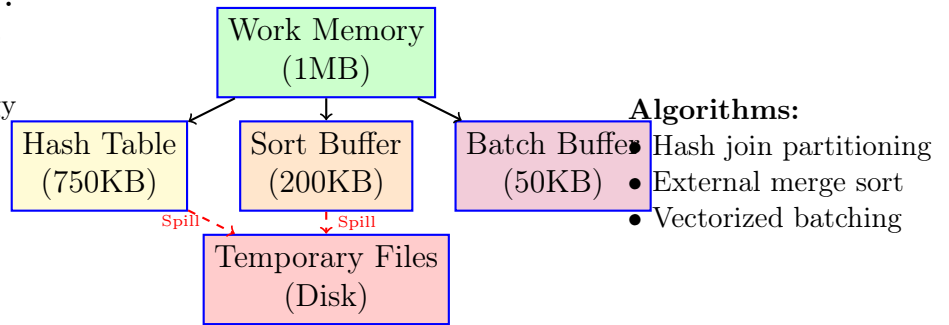 Work Memory
(1MB)
Hash Table
(750KB)
Sort Buffer
(200KB)
Batch Buffer
(50KB)
Spill
Spill
Temporary Files
(Disk)
Algorithms:
• Hash join partitioning
• External merge sort
• Vectorized batching